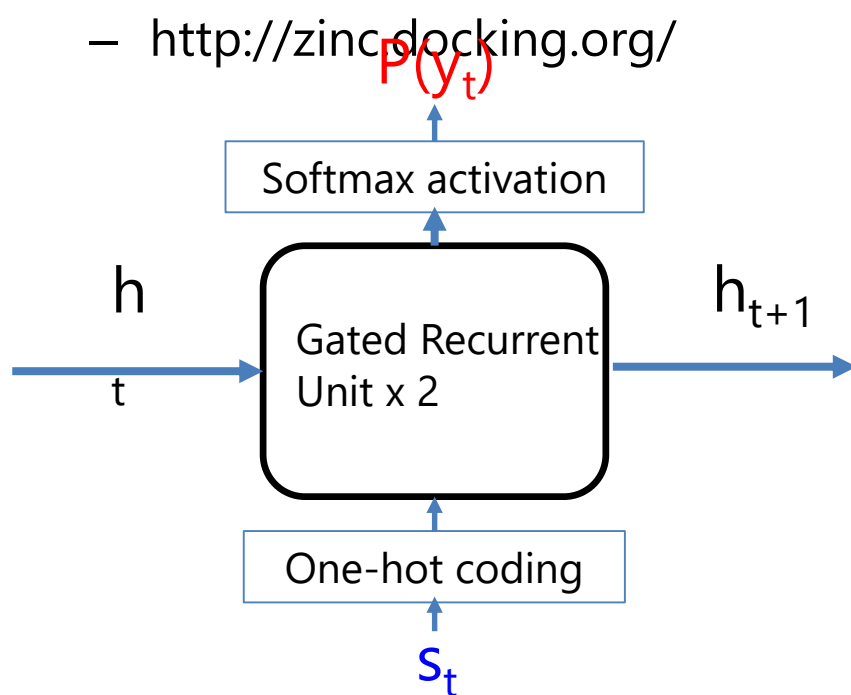 – http://zinc.docking.org/
P(yₜ)
Softmax activation
h
t
hₜ₊₁
Gated Recurrent
Unit x 2
One-hot coding
sₜ